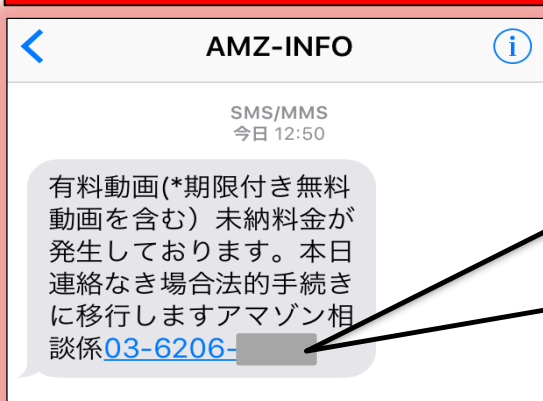 AMZ-INFO
SMS/MMS
今日 12:50
有料動画(*期限付き無料
動画を含む）未納料金が
発生しております。本日
連絡なき場合法的手続き
に移行しますアマゾン相
談係03-6206-